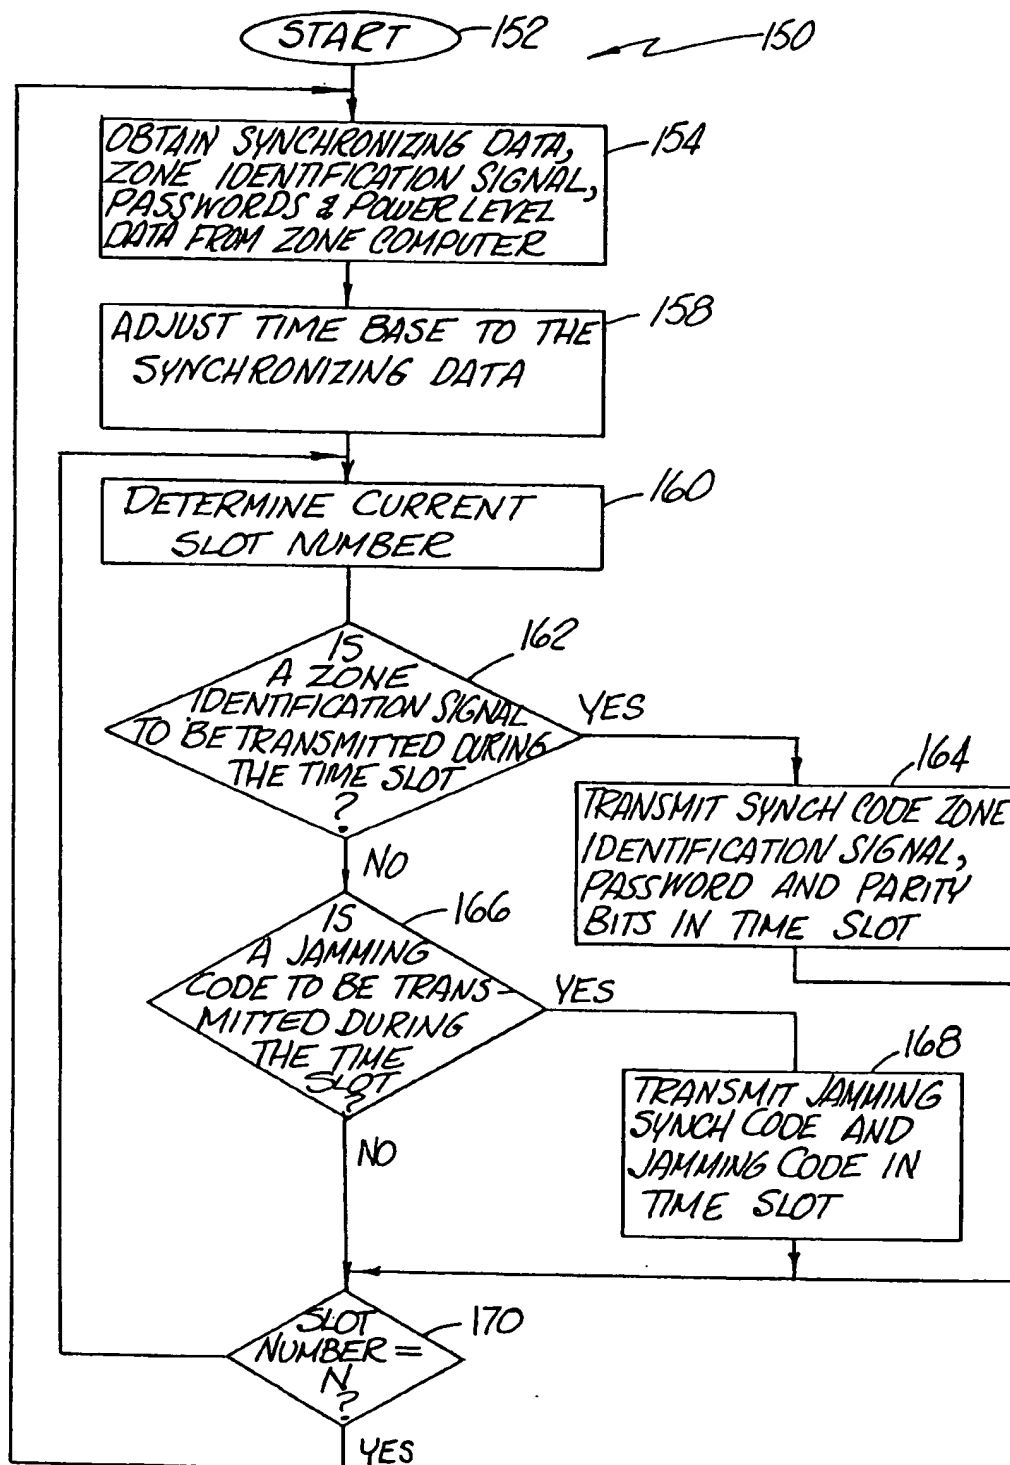 START
152
150
OBTAIN SYNCHRONIZING DATA,
ZONE IDENTIFICATION SIGNAL,
PASSWORDS & POWER LEVEL
DATA FROM ZONE COMPUTER
154
ADJUST TIME BASE TO THE
SYNCHRONIZING DATA
158
DETERMINE CURRENT
SLOT NUMBER
160
IS
A ZONE
IDENTIFICATION SIGNAL
TO BE TRANSMITTED DURING
THE TIME SLOT
?
162
YES
NO
TRANSMIT SYNCH CODE ZONE
IDENTIFICATION SIGNAL,
PASSWORD AND PARITY
BITS IN TIME SLOT
164
IS
A JAMMING
CODE TO BE TRANS-
MITTED DURING
THE TIME
SLOT
?
166
YES
NO
TRANSMIT JAMMING
SYNCH CODE AND
JAMMING CODE IN
TIME SLOT
168
SLOT
NUMBER =
N
?
170
YES